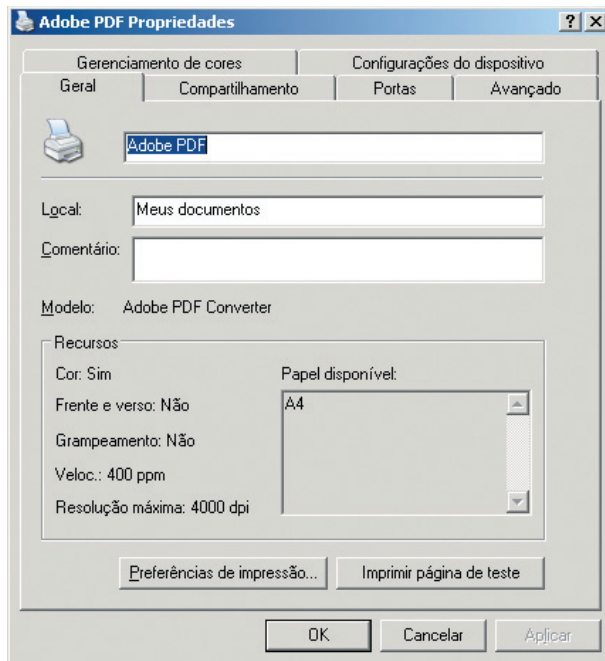 Adobe PDF Propriedades
Gerenciamento de cores Configurações do dispositivo
Geral Compartilhamento Portas Avançado
Adobe PDF
Local: Meus documentos
Comentário:
Modelo: Adobe PDF Converter
Recursos
Cor: Sim Papel disponível:
Frente e verso: Não A4
Grampeamento: Não
Veloc.: 400 ppm
Resolução máxima: 4000 dpi
Preferências de impressão... Imprimir página de teste
OK Cancelar Aplicar